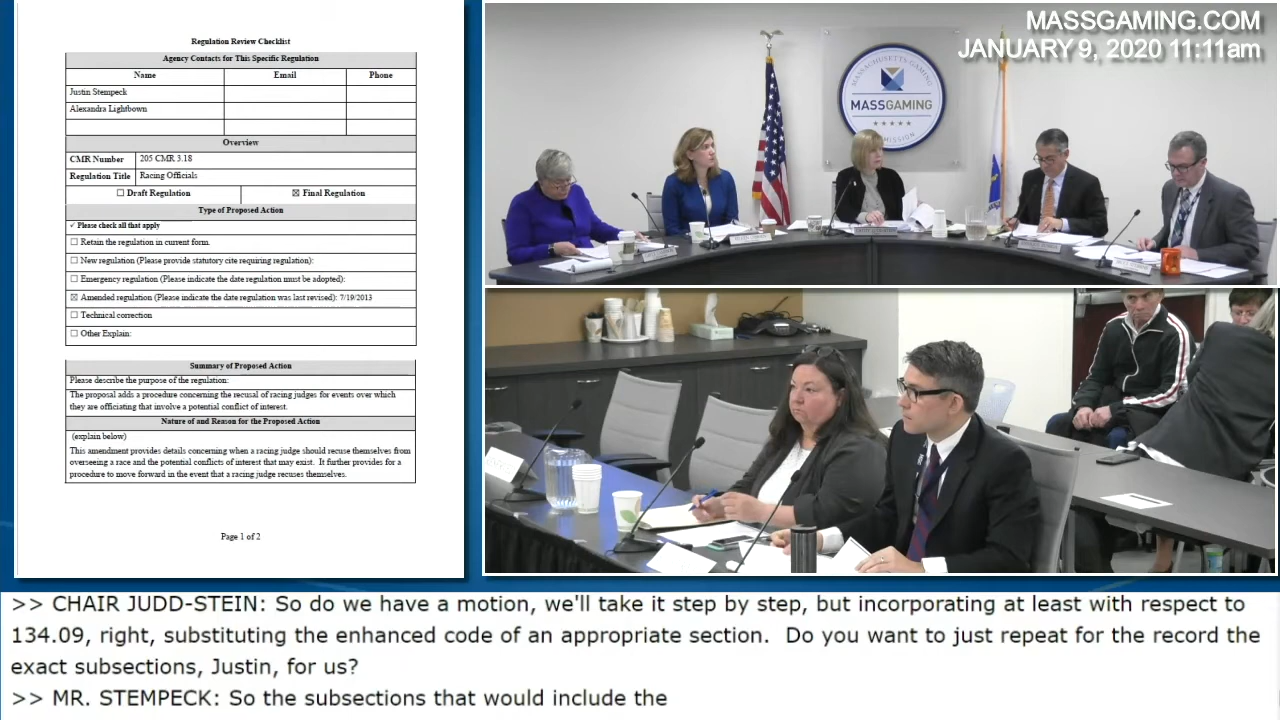 MASSGAMING.COM
JANUARY 9, 2020 11:11am
Regulation Review Checklist
Agency Contacts for This Specific Regulation
Name Email Phone
Justin Stempeck
Alexandra Lightbown
Overview
CMR Number 205 CMR 3.18
Regulation Title Racing Officials
☐ Draft Regulation ☒ Final Regulation
Type of Proposed Action
✓ Please check all that apply
☐ Retain the regulation in current form.
☐ New regulation (Please provide statutory cite requiring regulation):
☐ Emergency regulation (Please indicate the date regulation must be adopted):
☒ Amended regulation (Please indicate the date regulation was last revised): 7/19/2013
☐ Technical correction
☐ Other Explain:
Summary of Proposed Action
Please describe the purpose of the regulation:
The proposal adds a procedure concerning the recusal of racing judges for events over which
they are officiating that involve a potential conflict of interest.
Nature of and Reason for the Proposed Action
(explain below)
This amendment provides details concerning when a racing judge should recuse themselves from
overseeing a race and the potential conflicts of interest that may exist. It further provides for a
procedure to move forward in the event that a racing judge recuses themselves.
Page 1 of 2
MASSACHUSETTS GAMING
MASSGAMING
>> CHAIR JUDD-STEIN: So do we have a motion, we'll take it step by step, but incorporating at least with respect to
134.09, right, substituting the enhanced code of an appropriate section. Do you want to just repeat for the record the
exact subsections, Justin, for us?
>> MR. STEMPECK: So the subsections that would include the